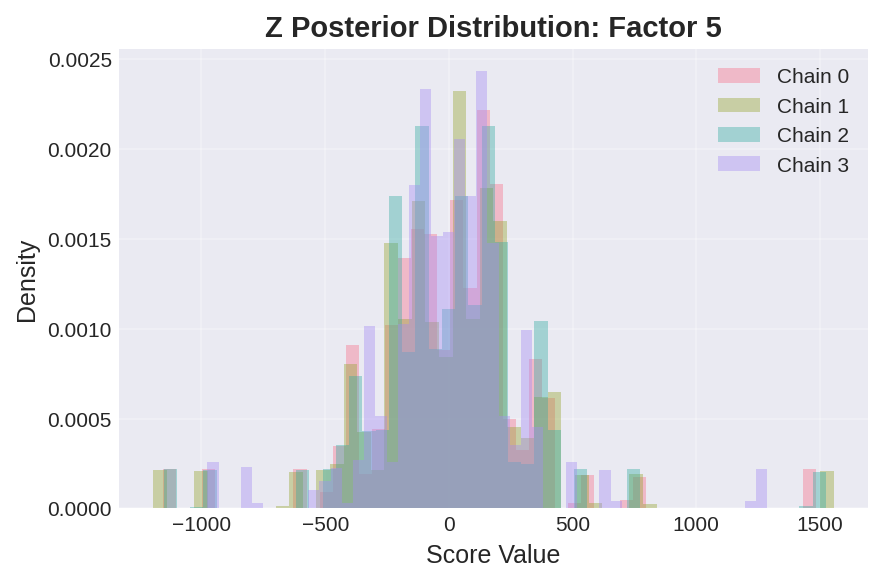 Z Posterior Distribution: Factor 5
0.0025
0.0020
0.0015
0.0010
0.0005
0.0000
Density
Chain 0
Chain 1
Chain 2
Chain 3
−1000 −500 0 500 1000 1500
Score Value